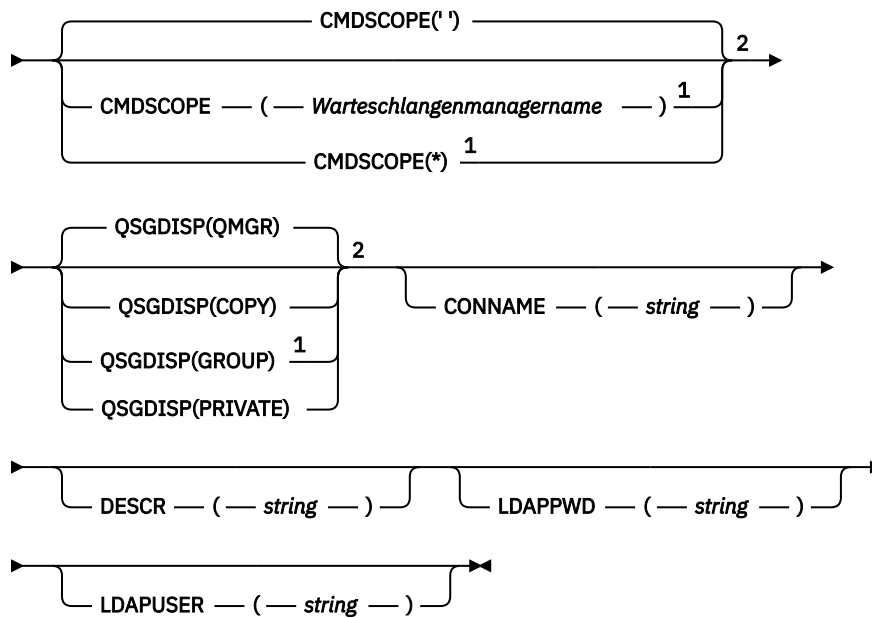 CMDSCOPE(' ')
2
CMDSCOPE ( Warteschlangenmanagername ) 1
CMDSCOPE(*) 1
QSGDISP(QMGR)
2
QSGDISP(COPY)
CONNAME ( string )
QSGDISP(GROUP) 1
QSGDISP(PRIVATE)
DESCR ( string )
LDAPPWD ( string )
LDAPUSER ( string )